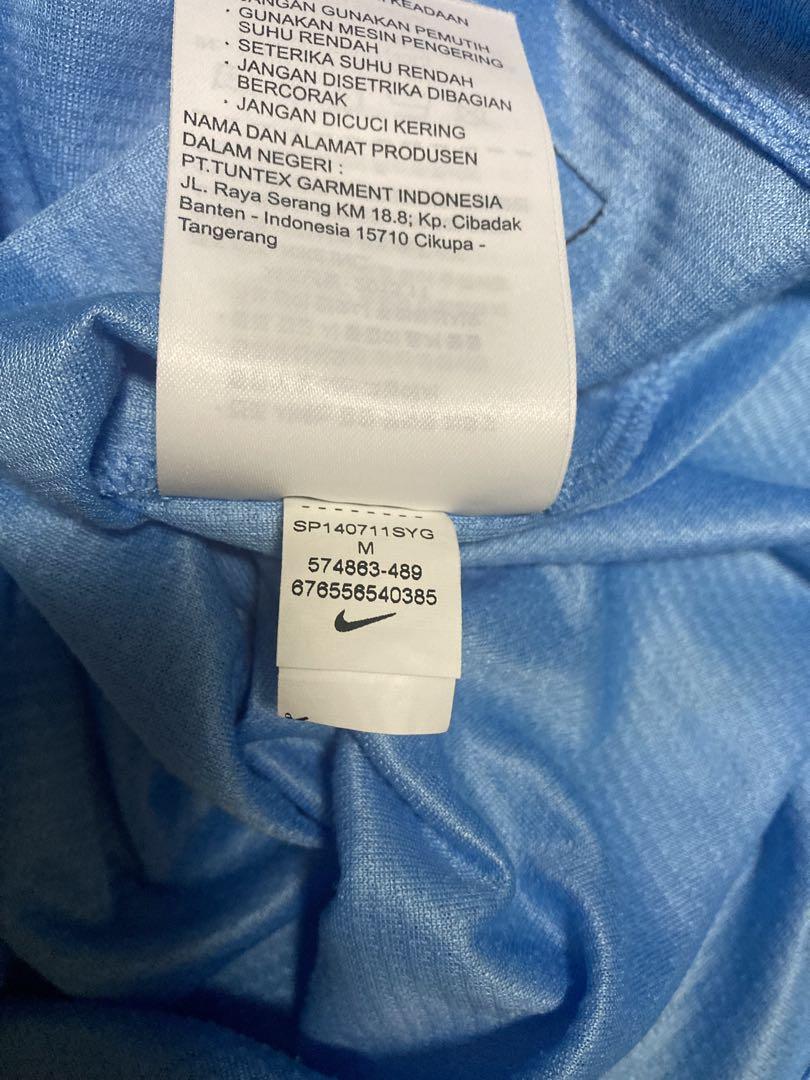 KEADAAN
JANGAN GUNAKAN PEMUTIH
· GUNAKAN MESIN PENGERING
SUHU RENDAH
· SETERIKA SUHU RENDAH
· JANGAN DISETRIKA DIBAGIAN
BERCORAK
· JANGAN DICUCI KERING
NAMA DAN ALAMAT PRODUSEN
DALAM NEGERI :
PT.TUNTEX GARMENT INDONESIA
JL. Raya Serang KM 18.8; Kp. Cibadak
Banten - Indonesia 15710 Cikupa -
Tangerang
SP140711SYG
M
574863-489
676556540385